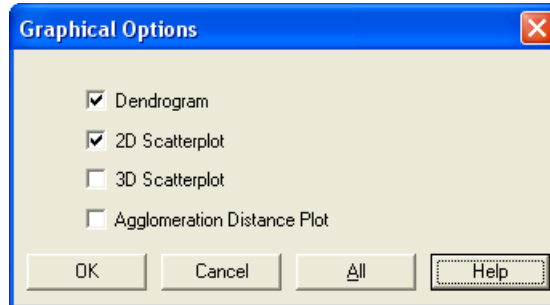 Graphical Options
Dendrogram
2D Scatterplot
3D Scatterplot
Agglomeration Distance Plot
OK Cancel All Help